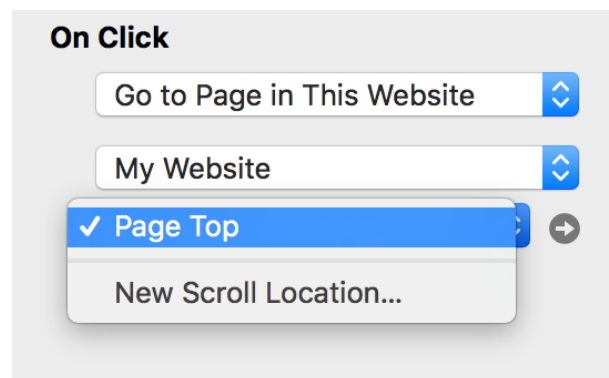 On Click
Go to Page in This Website
My Website
Page Top
New Scroll Location...